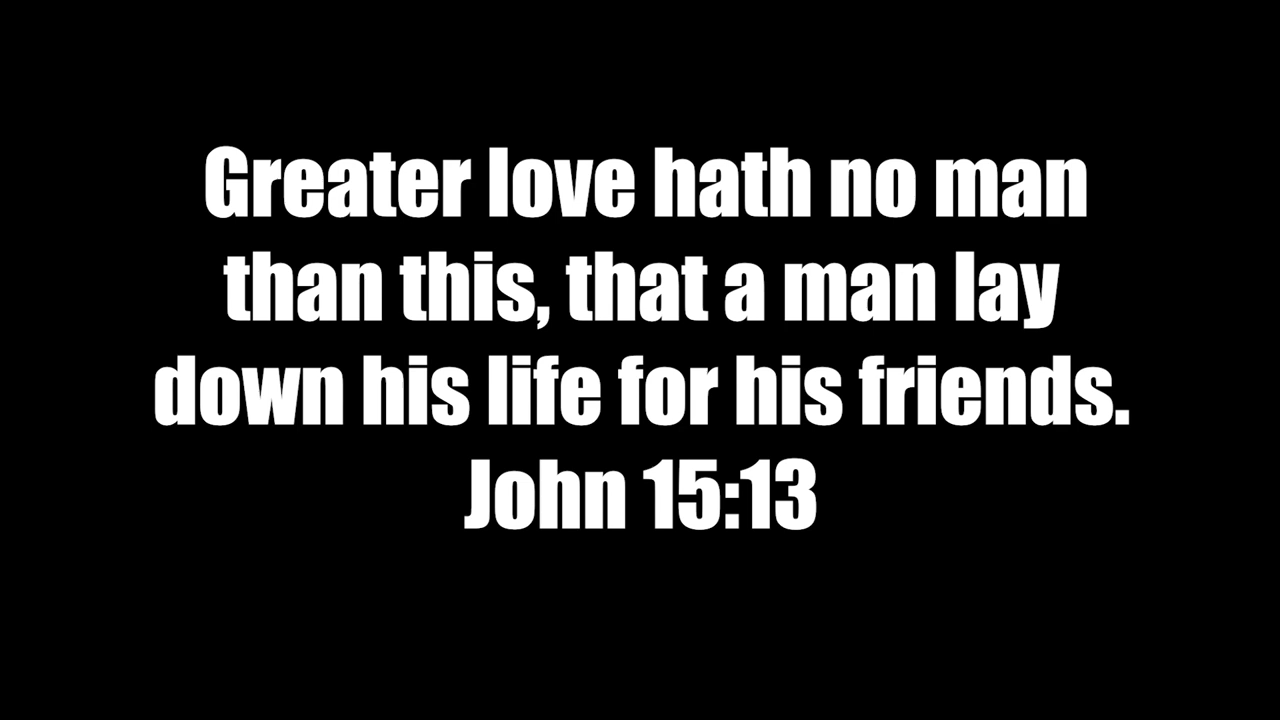 Greater love hath no man
than this, that a man lay
down his life for his friends.
John 15:13